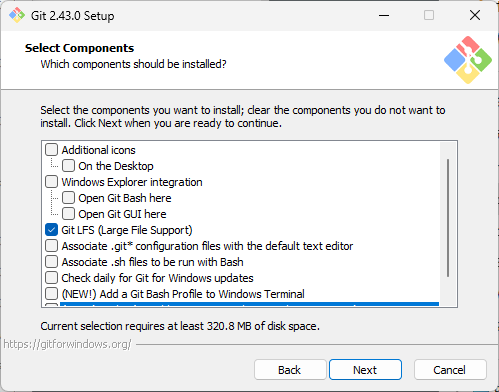 Git 2.43.0 Setup
Select Components
Which components should be installed?
Select the components you want to install; clear the components you do not want to
install. Click Next when you are ready to continue.
Additional icons
On the Desktop
Windows Explorer integration
Open Git Bash here
Open Git GUI here
Git LFS (Large File Support)
Associate .git* configuration files with the default text editor
Associate .sh files to be run with Bash
Check daily for Git for Windows updates
(NEW!) Add a Git Bash Profile to Windows Terminal
Current selection requires at least 320.8 MB of disk space.
https://gitforwindows.org/
Back
Next
Cancel